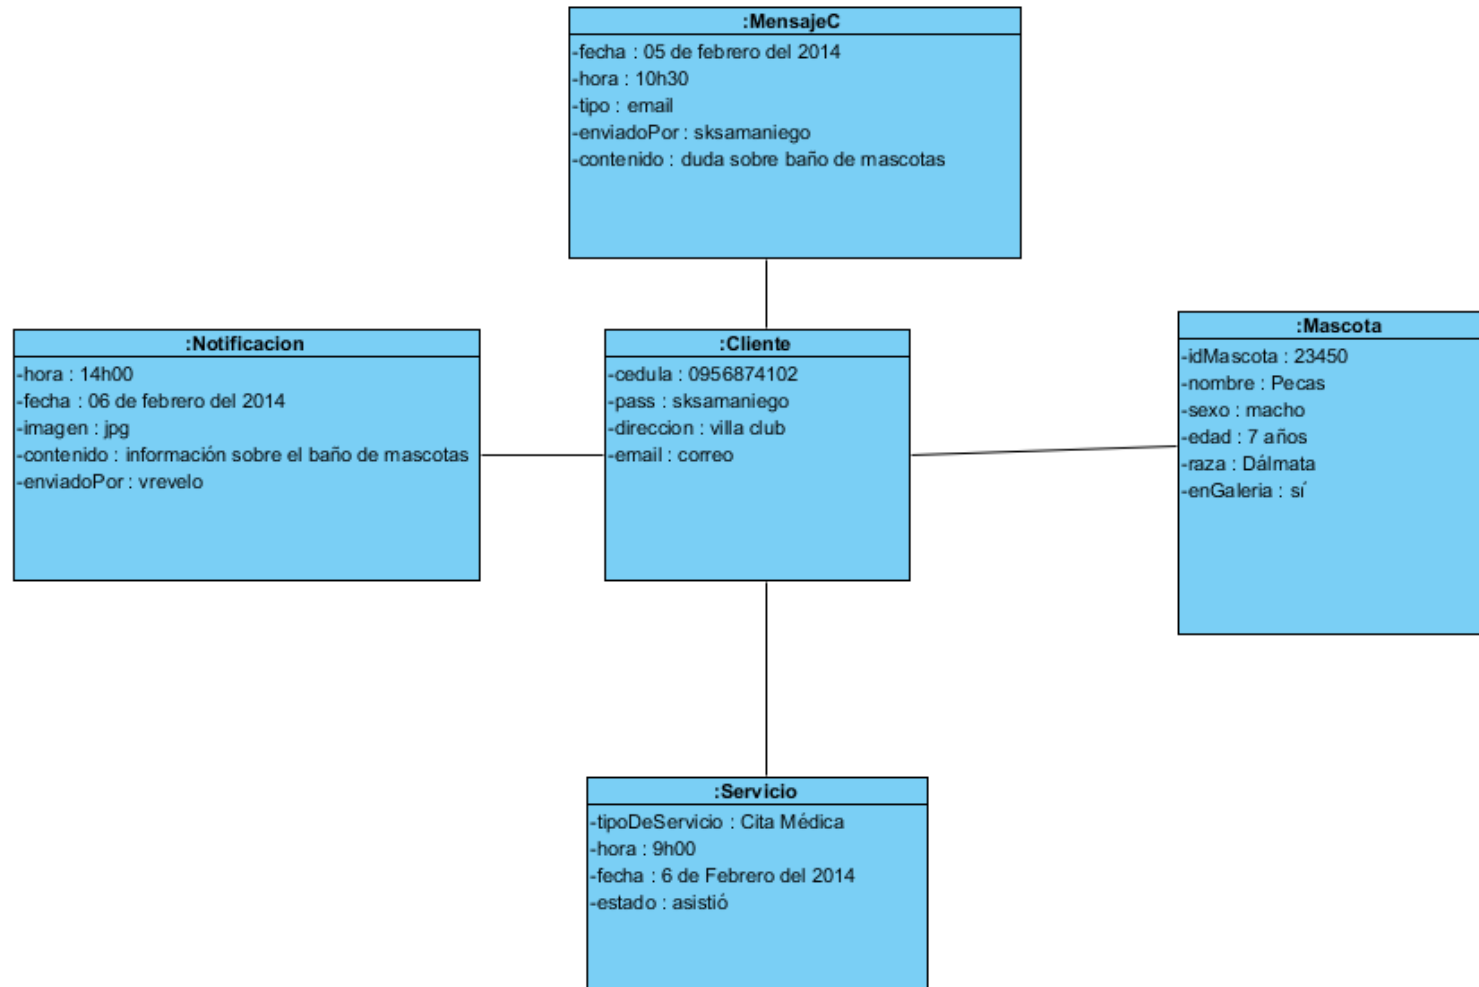 :MensajeC
-fecha : 05 de febrero del 2014
-hora : 10h30
-tipo : email
-enviadoPor : sksamaniego
-contenido : duda sobre baño de mascotas
:Notificacion
-hora : 14h00
-fecha : 06 de febrero del 2014
-imagen : jpg
-contenido : información sobre el baño de mascotas
-enviadoPor : vrevelo
:Cliente
-cedula : 0956874102
-pass : sksamaniego
-direccion : villa club
-email : correo
:Mascota
-idMascota : 23450
-nombre : Pecas
-sexo : macho
-edad : 7 años
-raza : Dálmata
-enGaleria : sí
:Servicio
-tipoDeServicio : Cita Médica
-hora : 9h00
-fecha : 6 de Febrero del 2014
-estado : asistió